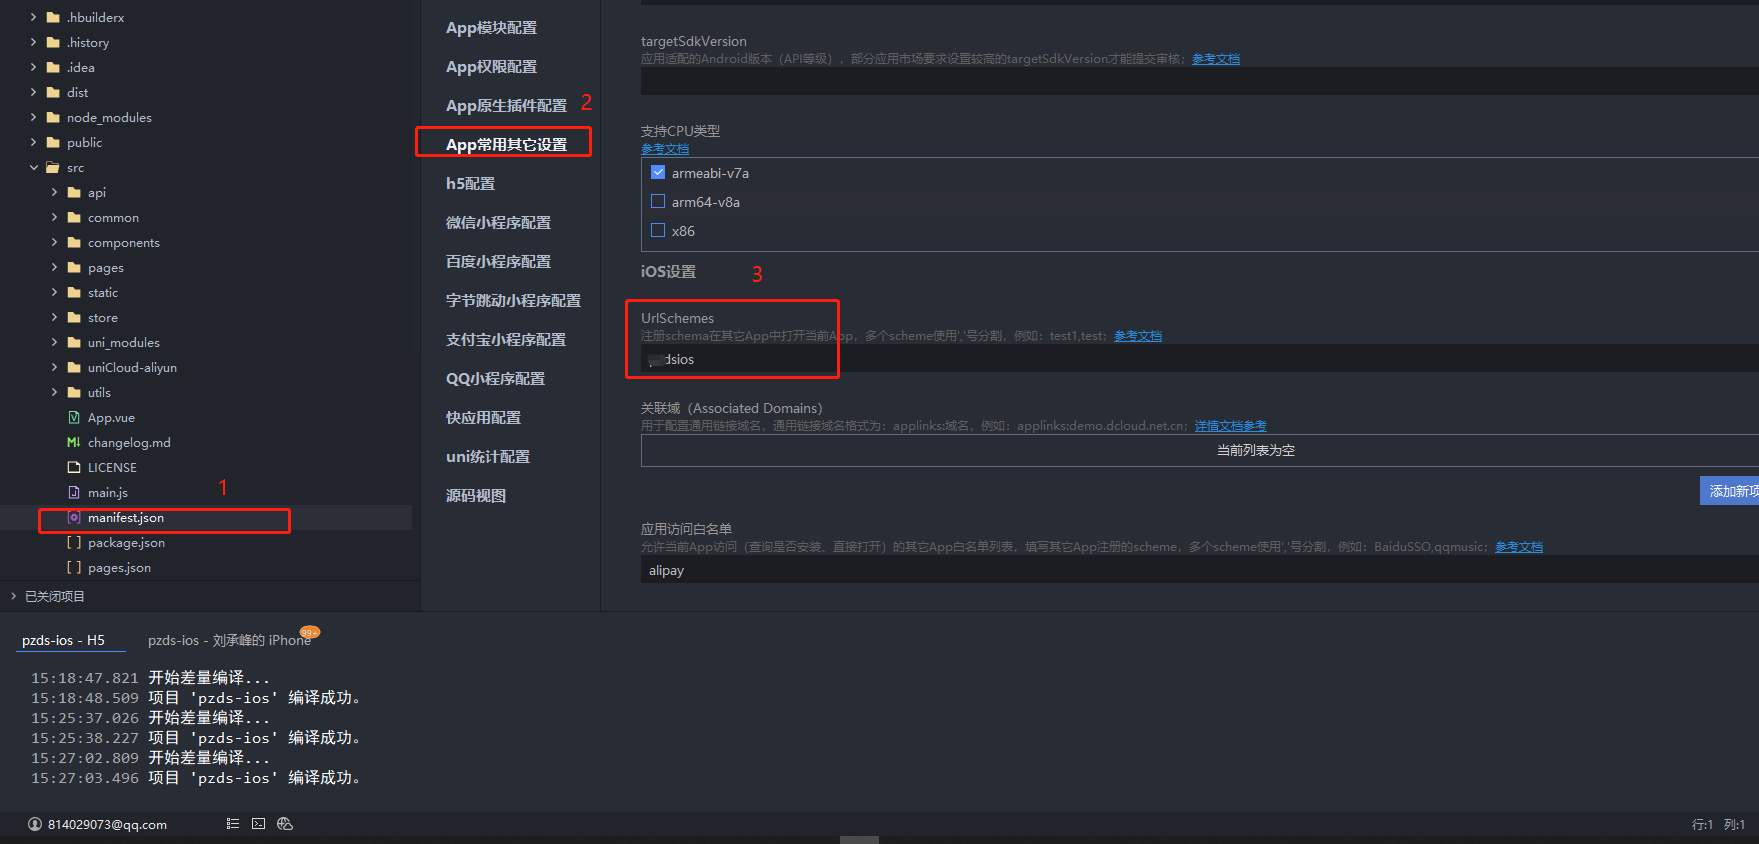 .hbuilderx
.history
.idea
dist
node_modules
public
src
api
common
components
pages
static
store
uni_modules
uniCloud-aliyun
utils
App.vue
changelog.md
LICENSE
main.js
1
manifest.json
package.json
pages.json
已关闭项目
App模块配置
App权限配置
App原生插件配置
2
App常用其它设置
h5配置
微信小程序配置
百度小程序配置
字节跳动小程序配置
支付宝小程序配置
QQ小程序配置
快应用配置
uni统计配置
源码视图
targetSdkVersion
应用适配的Android版本（API等级），部分应用市场要求设置较高的targetSdkVersion才能提交审核；参考文档
支持CPU类型
参考文档
armeabi-v7a
arm64-v8a
x86
iOS设置
3
UrlSchemes
注册schema在其它App中打开当前App，多个scheme使用','号分割，例如：test1,test；参考文档
dsios
关联域（Associated Domains）
用于配置通用链接域名，通用链接域名格式为：applinks:域名，例如：applinks:demo.dcloud.net.cn；详情文档参考
当前列表为空
添加新项
应用访问白名单
允许当前App访问（查询是否安装、直接打开）的其它App白名单列表，填写其它App注册的scheme，多个scheme使用','号分割，例如：BaiduSSO,qqmusic；参考文档
alipay
pzds-ios - H5
pzds-ios - 刘承峰的 iPhone
99+
15:18:47.821 开始差量编译...
15:18:48.509 项目 'pzds-ios' 编译成功。
15:25:37.026 开始差量编译...
15:25:38.227 项目 'pzds-ios' 编译成功。
15:27:02.809 开始差量编译...
15:27:03.496 项目 'pzds-ios' 编译成功。
814029073@qq.com
行:1 列:1